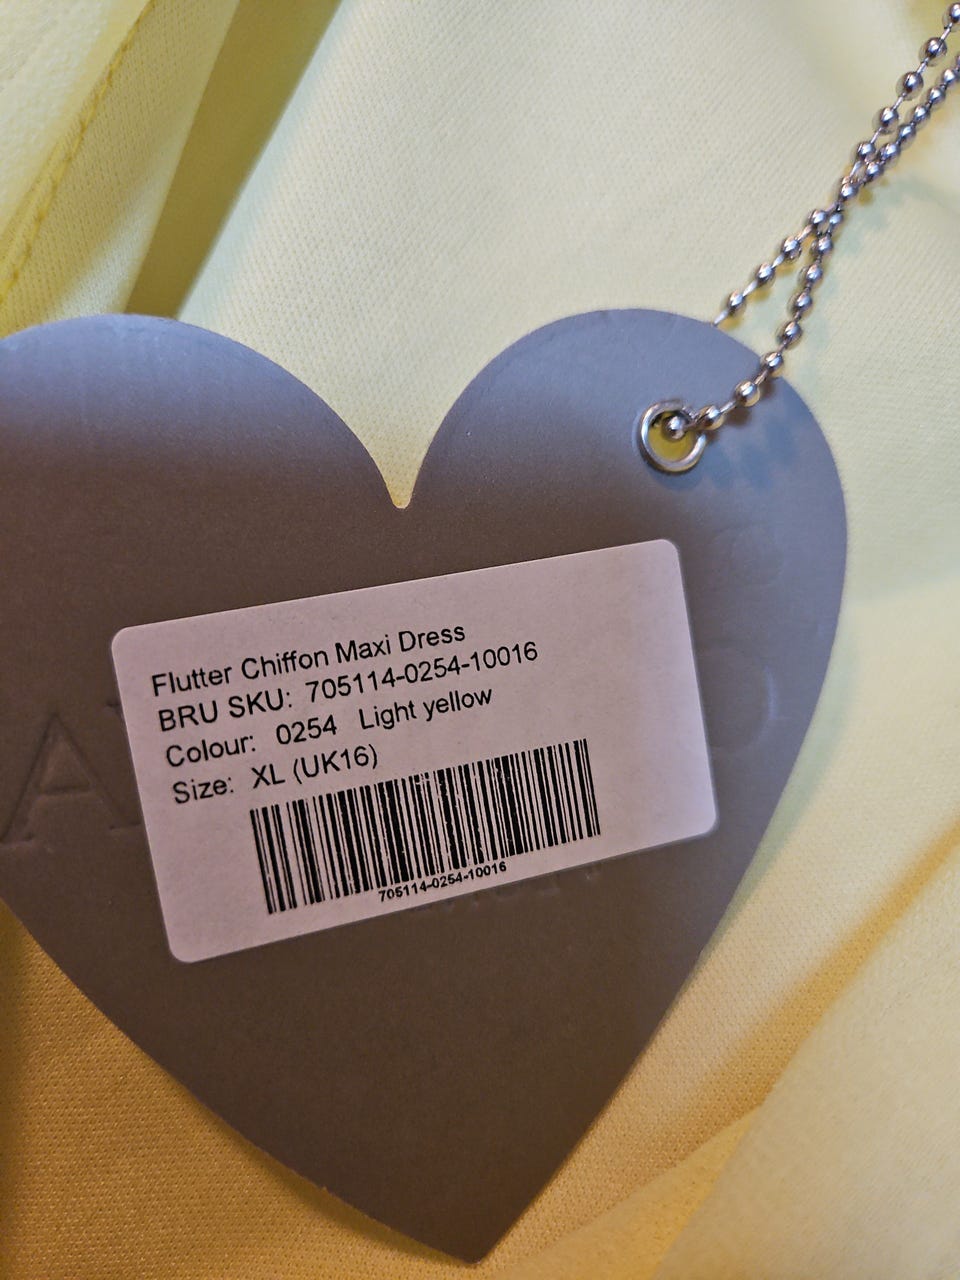 Flutter Chiffon Maxi Dress
BRU SKU: 705114-0254-10016
Colour: 0254 Light yellow
Size: XL (UK16)
705114-0254-10016